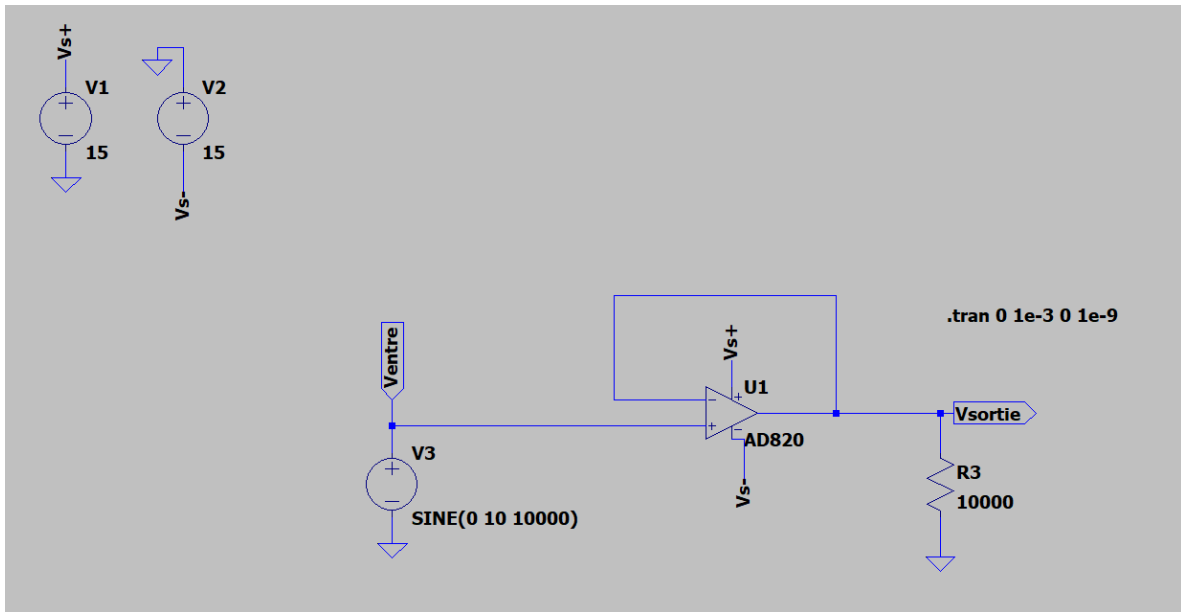 Vs+
V1
15
V2
15
Vs-
.tran 0 1e-3 0 1e-9
Ventre
V3
SINE(0 10 10000)
Vs+
U1
AD820
Vs-
Vsortie
R3
10000